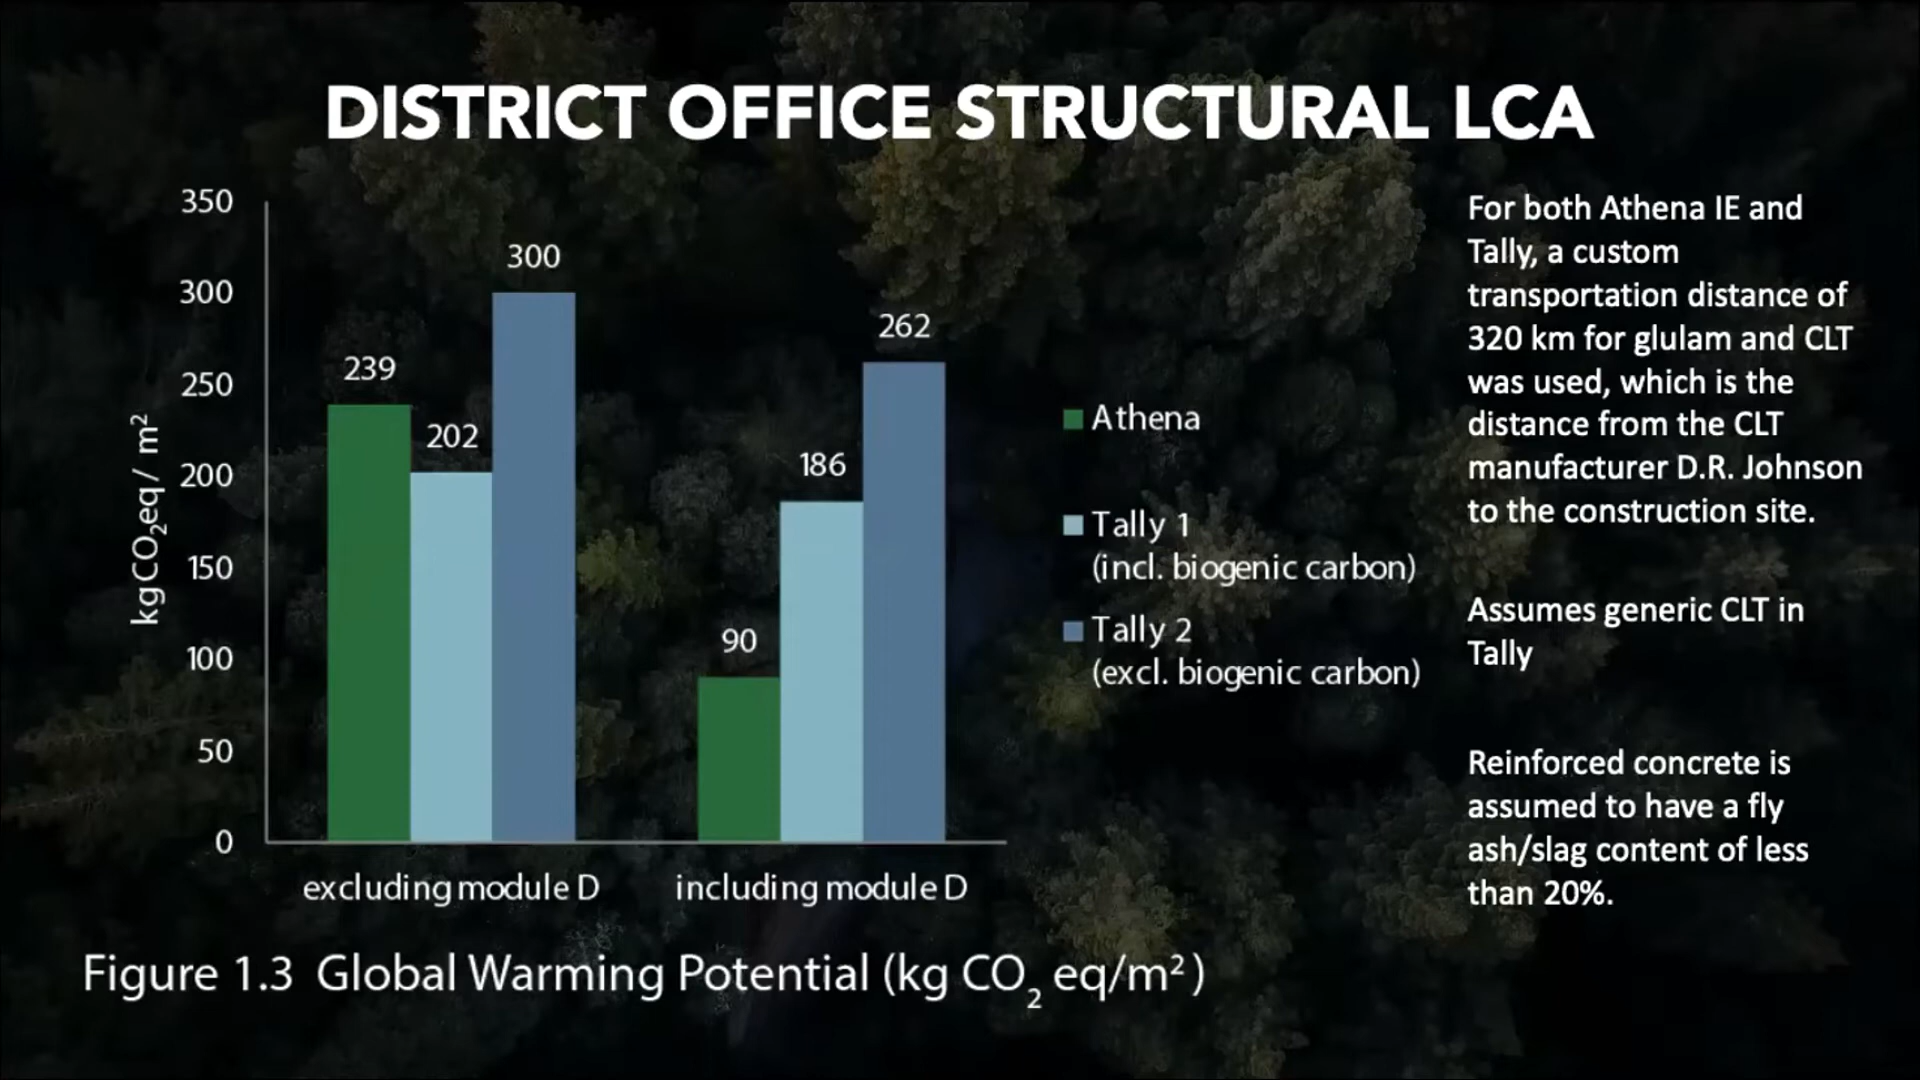 DISTRICT OFFICE STRUCTURAL LCA
350
300
250
200
150
100
50
0
kgCO₂eq/ m²
239
202
300
90
186
262
excluding module D
including module D
Athena
Tally 1
(incl. biogenic carbon)
Tally 2
(excl. biogenic carbon)
Figure 1.3 Global Warming Potential (kg CO₂ eq/m²)
For both Athena IE and
Tally, a custom
transportation distance of
320 km for glulam and CLT
was used, which is the
distance from the CLT
manufacturer D.R. Johnson
to the construction site.
Assumes generic CLT in
Tally
Reinforced concrete is
assumed to have a fly
ash/slag content of less
than 20%.